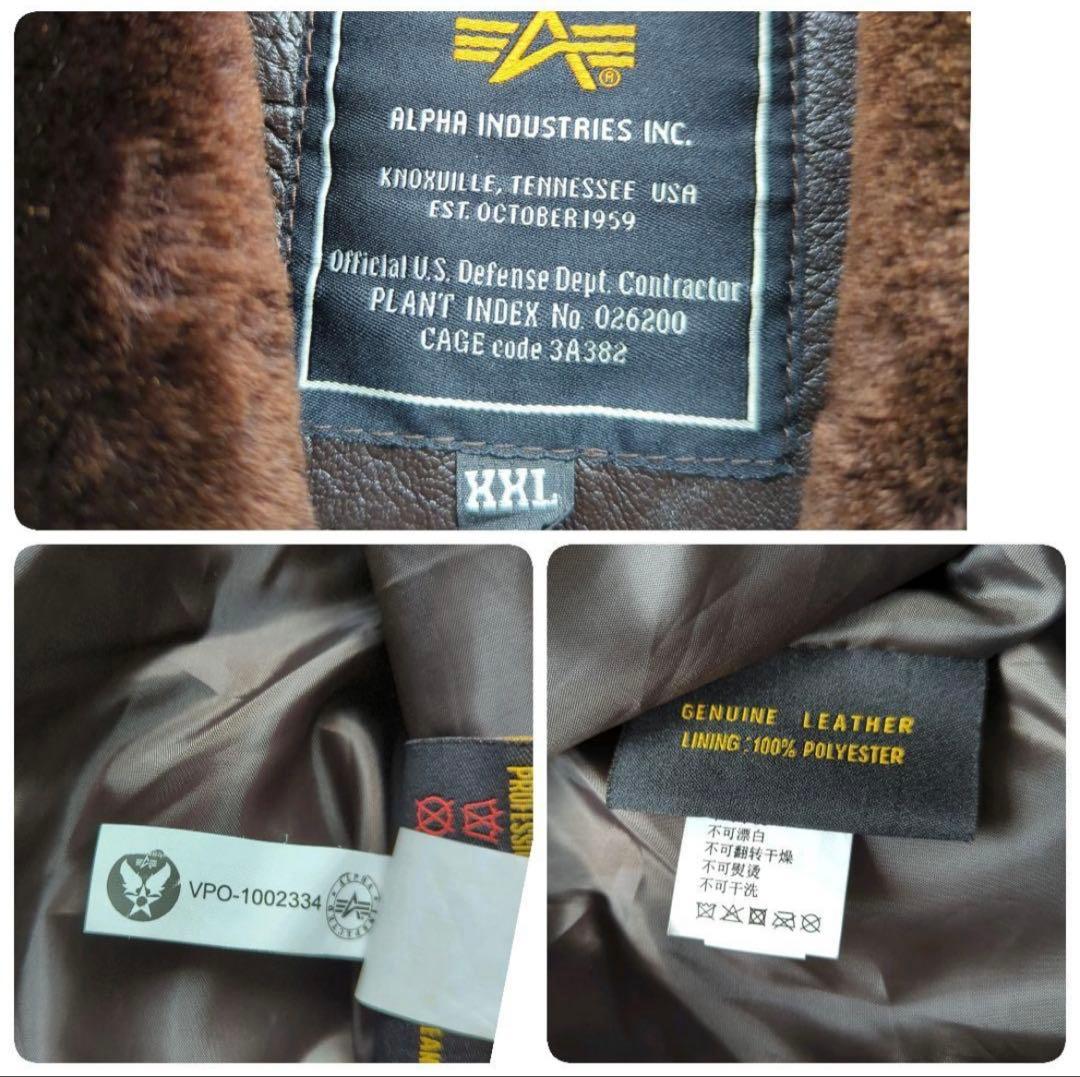 ALPHA INDUSTRIES INC.
KNOXVILLE, TENNESSEE USA
EST. OCTOBER 1959
Official U.S. Defense Dept. Contractor
PLANT INDEX No. 026200
CAGE code 3A382
XXL
PROFESSI
VPO-1002334
ALPHA
GENUINE LEATHER
LINING : 100% POLYESTER
不可漂白
不可翻转干燥
不可熨烫
不可干洗